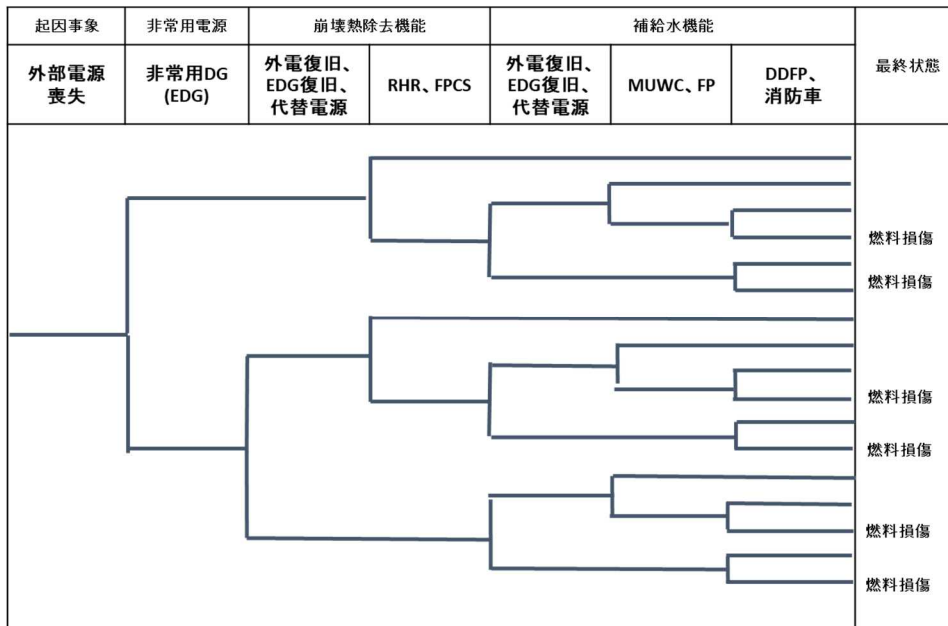 起因事象
非常用電源
崩壊熱除去機能
補給水機能
最終状態
外部電源
喪失
非常用DG
(EDG)
外電復旧、
EDG復旧、
代替電源
RHR、FPCS
外電復旧、
EDG復旧、
代替電源
MUWC、FP
DDFP、
消防車
燃料損傷
燃料損傷
燃料損傷
燃料損傷
燃料損傷
燃料損傷